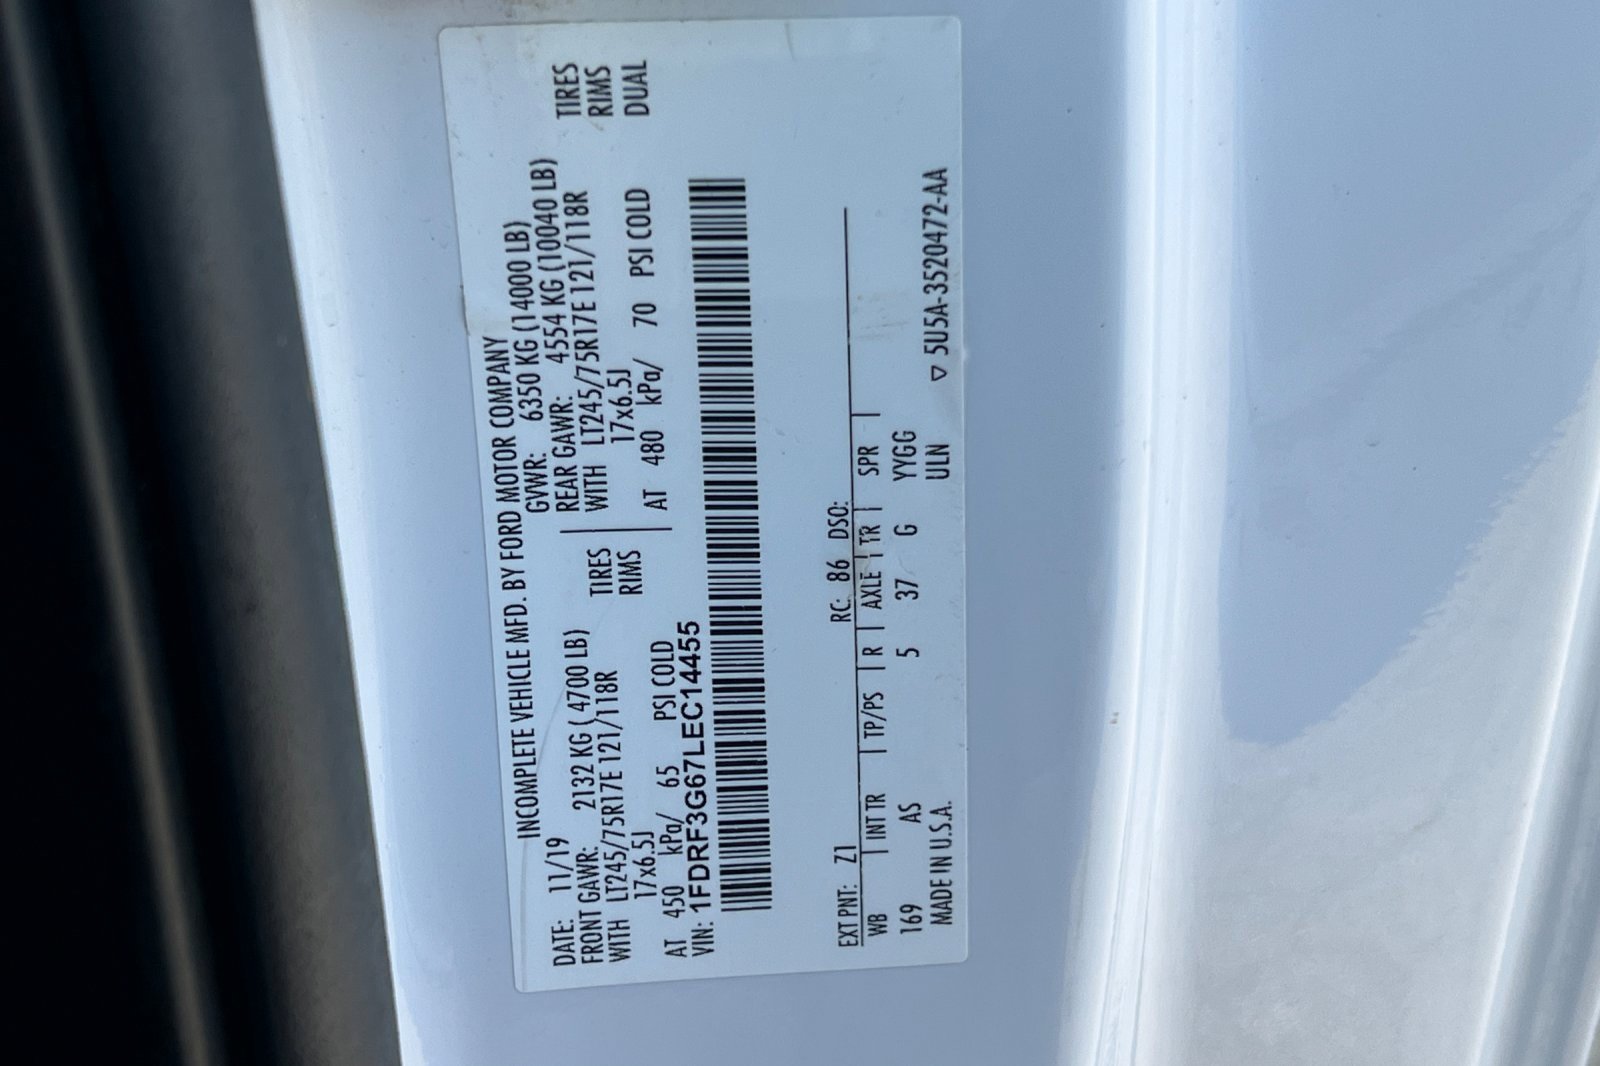 INCOMPLETE VEHICLE MFD. BY FORD MOTOR COMPANY
DATE: 11/19 GVWR: 6350 KG (14000 LB)
FRONT GAWR: 2132 KG ( 4700 LB) REAR GAWR: 4554 KG (10040 LB)
WITH LT245/75R17E 121/118R TIRES WITH LT245/75R17E 121/118R TIRES
17x6.5J RIMS 17x6.5J RIMS
AT 450 kPa/ 65 PSI COLD AT 480 kPa/ 70 PSI COLD DUAL
VIN: 1FDRF3G67LEC14455
EXT PNT: Z1 RC: 86 DSO:
WB INT TR TP/PS R AXLE TR SPR
169 AS 5 37 G YYGG
MADE IN U.S.A. ULN ▽ 5U5A-3520472-AA